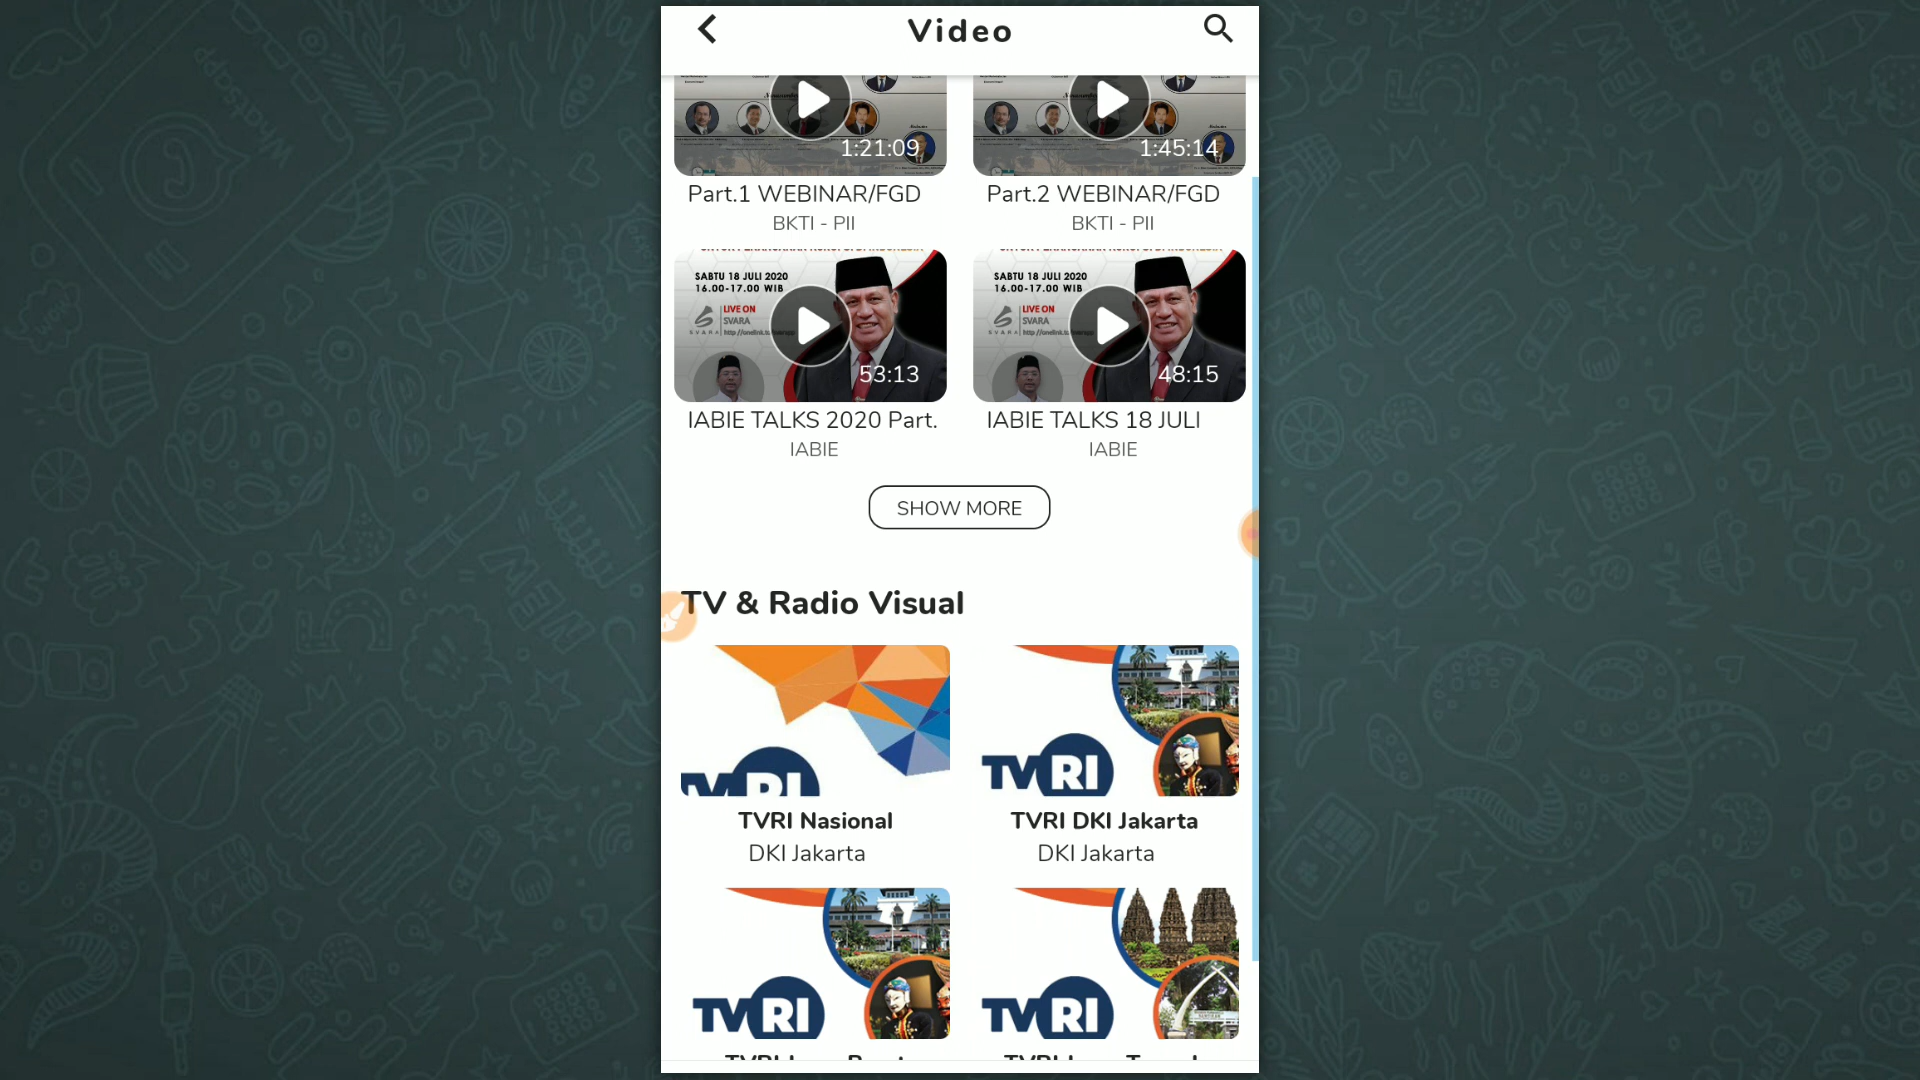 Video
1:21:09
1:45:14
Part.1 WEBINAR/FGD
BKTI - PII
Part.2 WEBINAR/FGD
BKTI - PII
SABTU 18 JULI 2020
16.00-17.00 WIB
LIVE ON
SVARA
SVARA
53:13
SABTU 18 JULI 2020
16.00-17.00 WIB
LIVE ON
SVARA
SVARA
48:15
IABIE TALKS 2020 Part.
IABIE
IABIE TALKS 18 JULI
IABIE
SHOW MORE
TV & Radio Visual
TVRI
TVRI
TVRI Nasional
DKI Jakarta
TVRI DKI Jakarta
DKI Jakarta
TVRI
TVRI